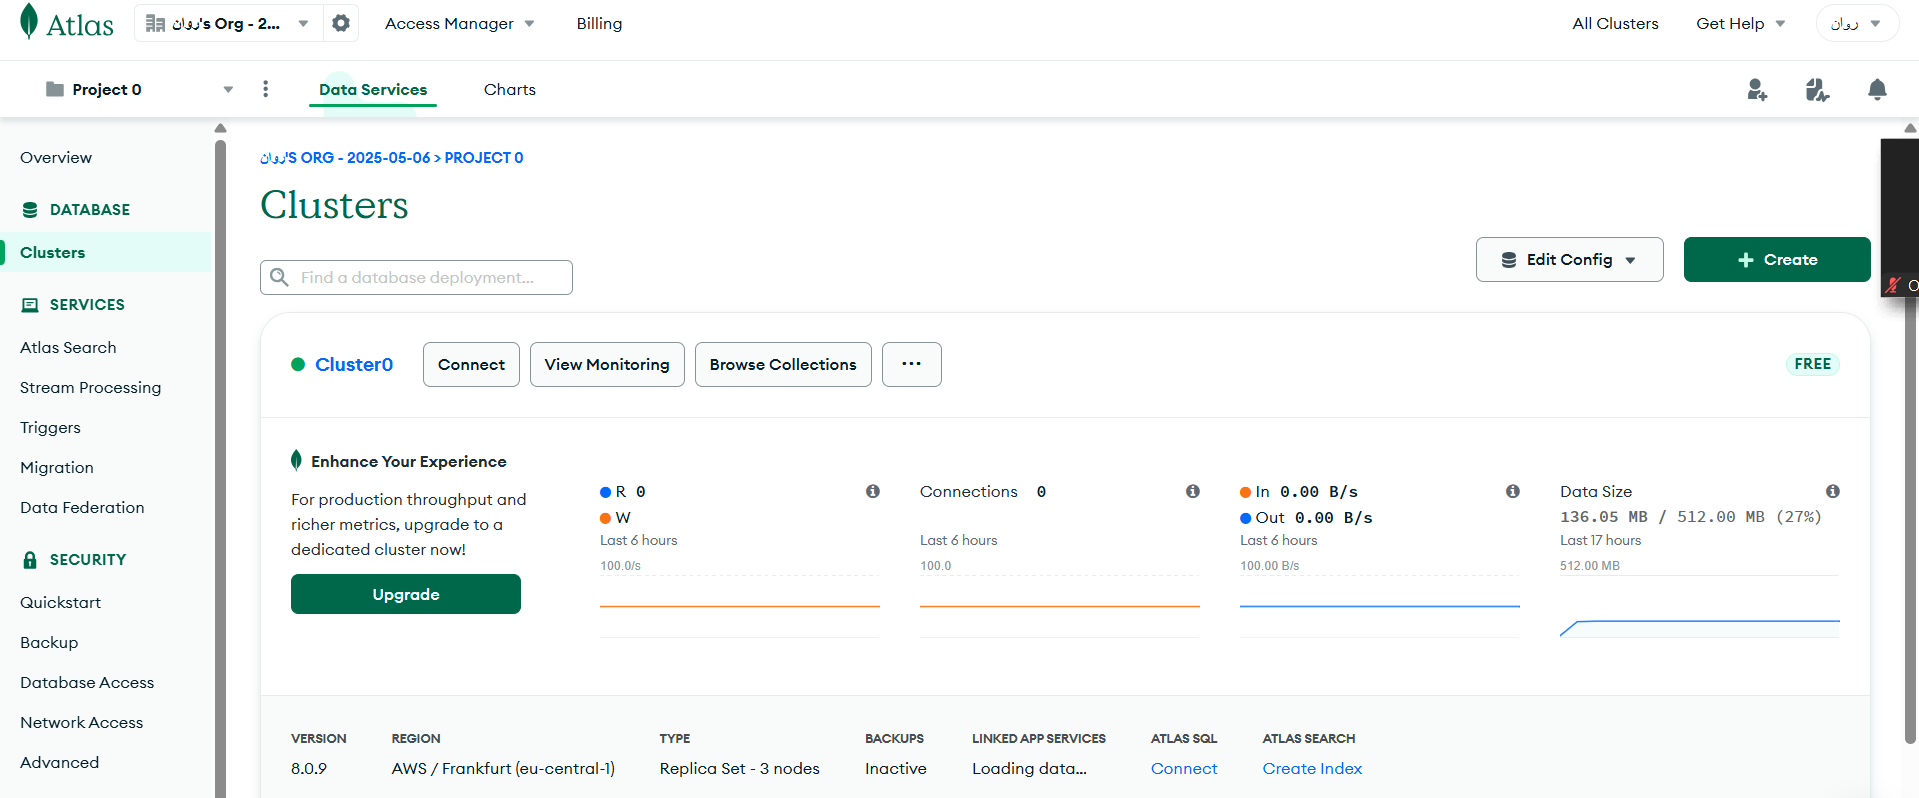 Atlas
روان's Org - 2...
Access Manager
Billing
All Clusters
Get Help
روان
Project 0
Data Services
Charts
Overview
DATABASE
Clusters
SERVICES
Atlas Search
Stream Processing
Triggers
Migration
Data Federation
SECURITY
Quickstart
Backup
Database Access
Network Access
Advanced
روان'S ORG - 2025-05-06 > PROJECT 0
Clusters
Find a database deployment...
Edit Config
+ Create
O
Cluster0
Connect
View Monitoring
Browse Collections
...
FREE
Enhance Your Experience
For production throughput and
richer metrics, upgrade to a
dedicated cluster now!
Upgrade
R 0
W
Last 6 hours
100.0/s
Connections 0
Last 6 hours
100.0
In 0.00 B/s
Out 0.00 B/s
Last 6 hours
100.00 B/s
Data Size
136.05 MB / 512.00 MB (27%)
Last 17 hours
512.00 MB
VERSION
8.0.9
REGION
AWS / Frankfurt (eu-central-1)
TYPE
Replica Set - 3 nodes
BACKUPS
Inactive
LINKED APP SERVICES
Loading data...
ATLAS SQL
Connect
ATLAS SEARCH
Create Index